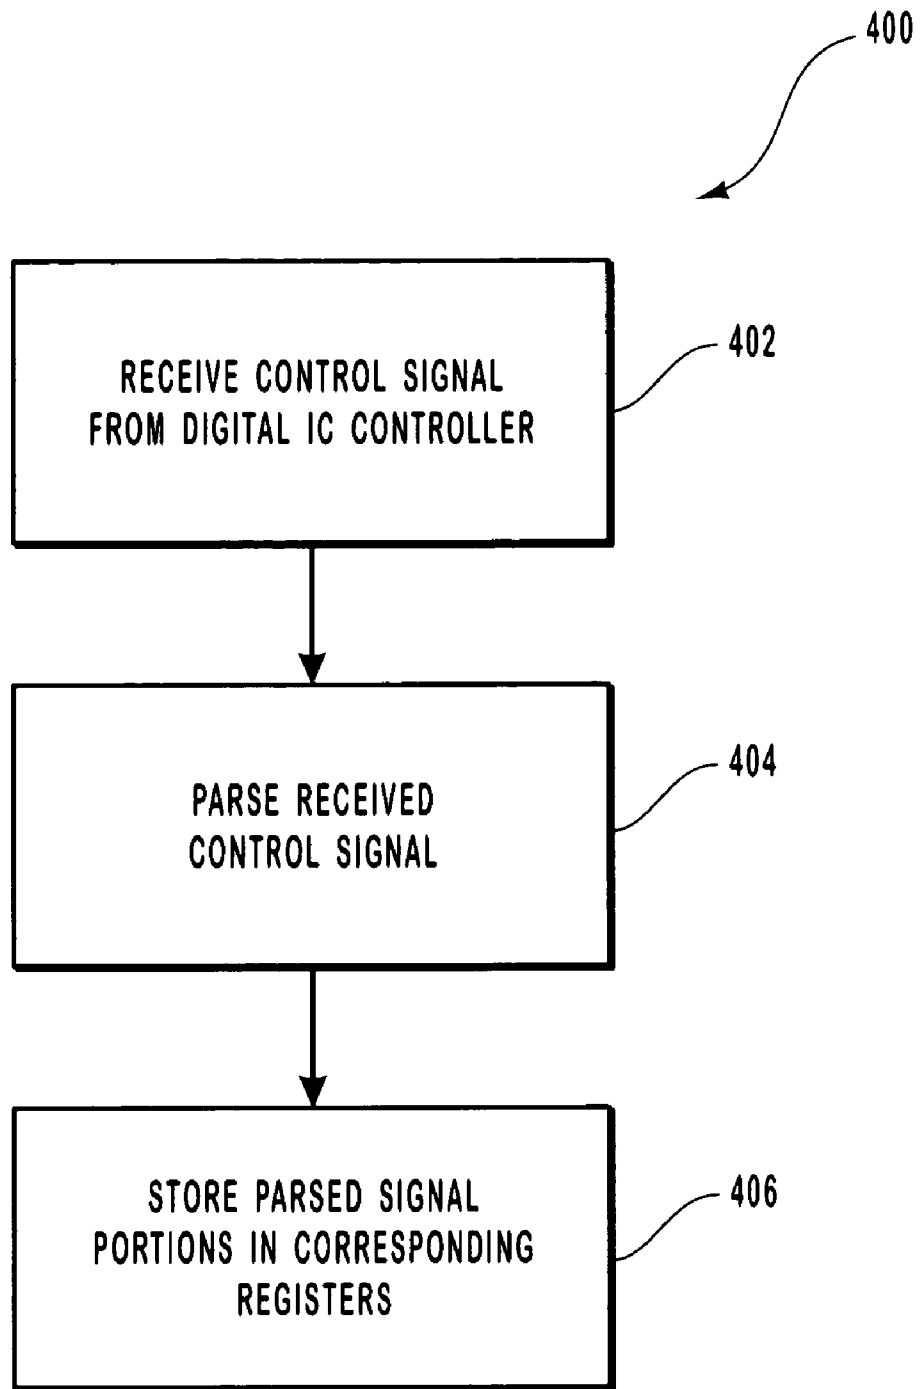 400
RECEIVE CONTROL SIGNAL
FROM DIGITAL IC CONTROLLER
402
PARSE RECEIVED
CONTROL SIGNAL
404
STORE PARSED SIGNAL
PORTIONS IN CORRESPONDING
REGISTERS
406